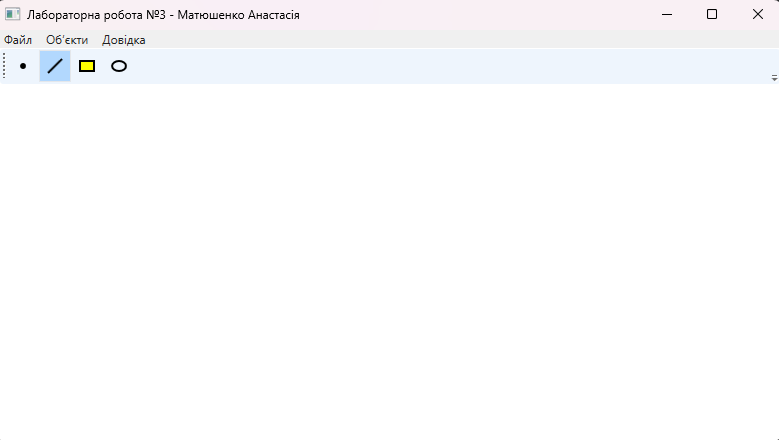 Лабораторна робота №3 - Матюшенко Анастасія
Файл Об'єкти Довідка